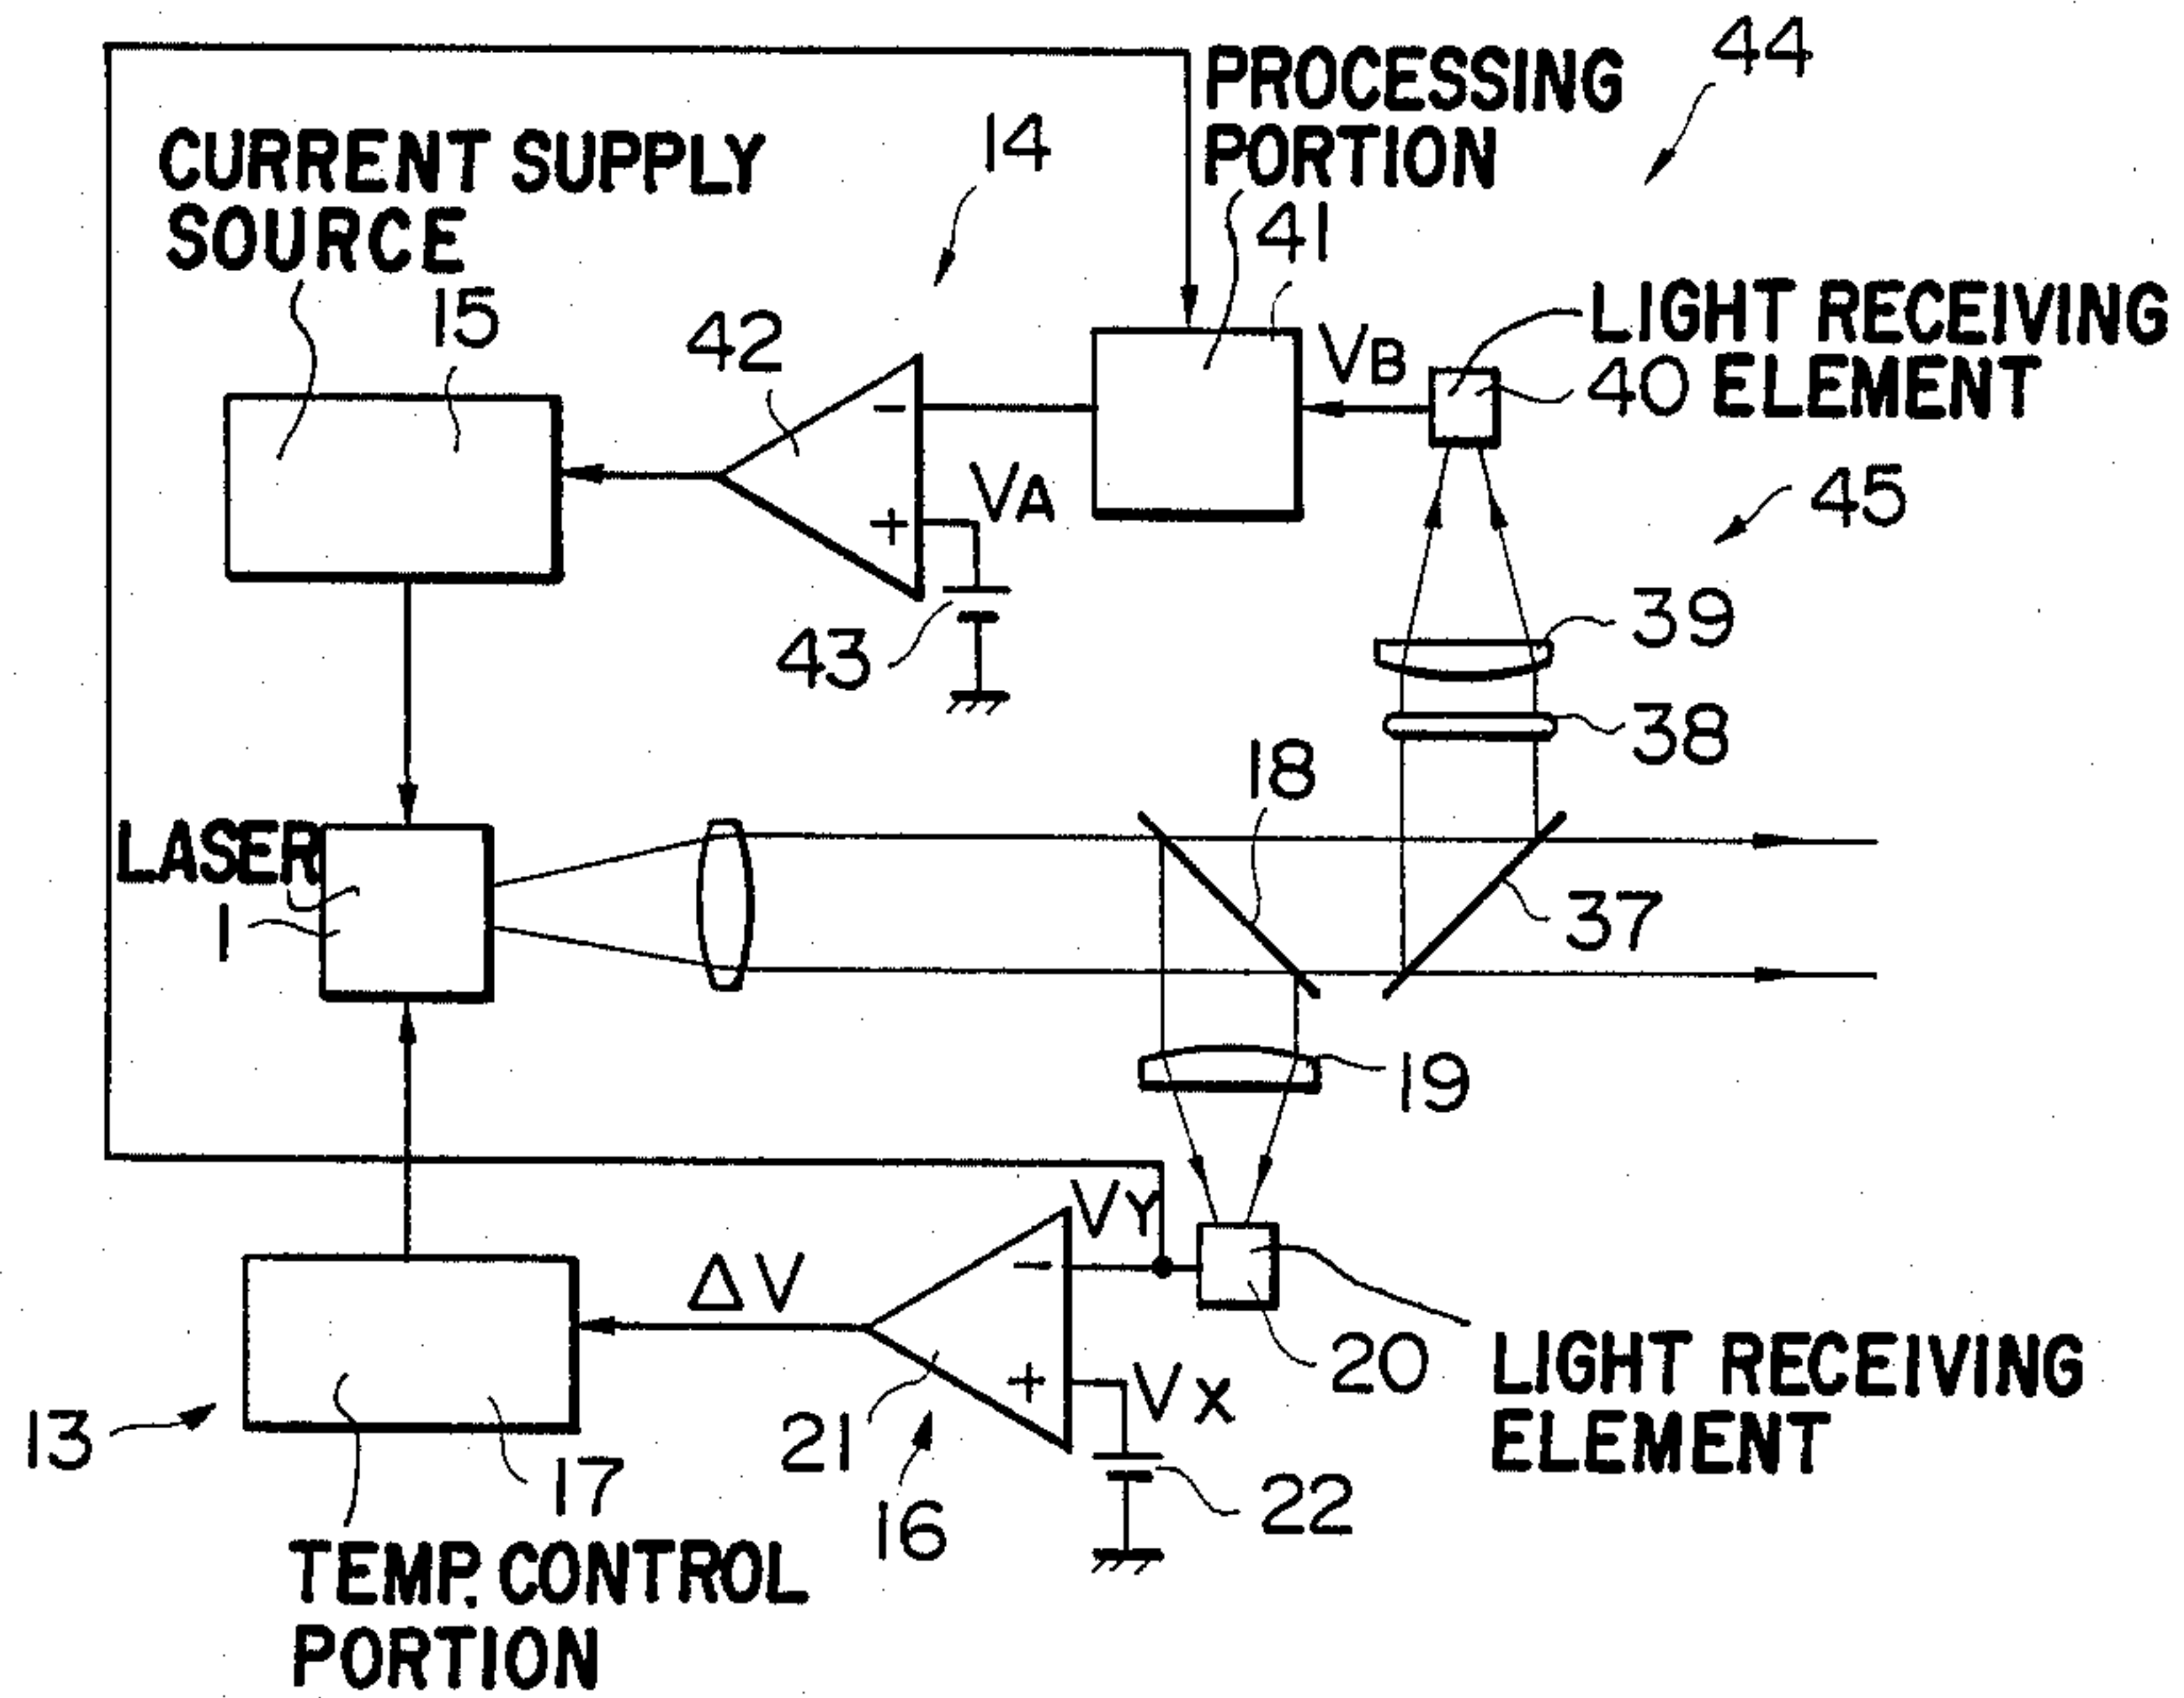 44
PROCESSING
PORTION
41
14
CURRENT SUPPLY
SOURCE
15
42
VB
LIGHT RECEIVING
40 ELEMENT
−
VA
+
45
43
39
38
18
LASER
1
37
19
VY
ΔV
−
20
LIGHT RECEIVING
ELEMENT
+
VX
21
13
17
16
22
TEMP. CONTROL
PORTION